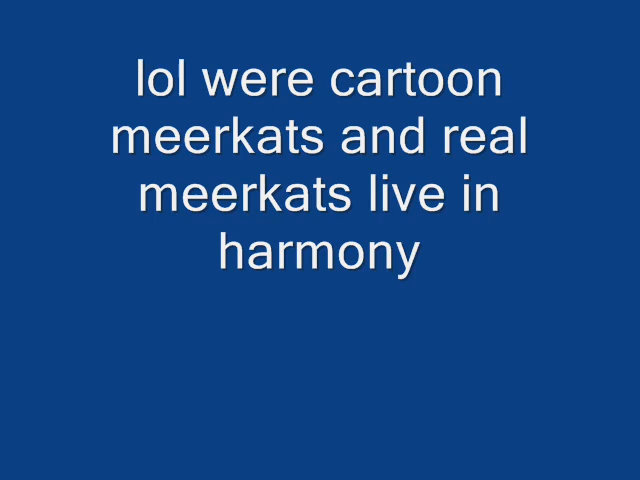 lol were cartoon
meerkats and real
meerkats live in
harmony